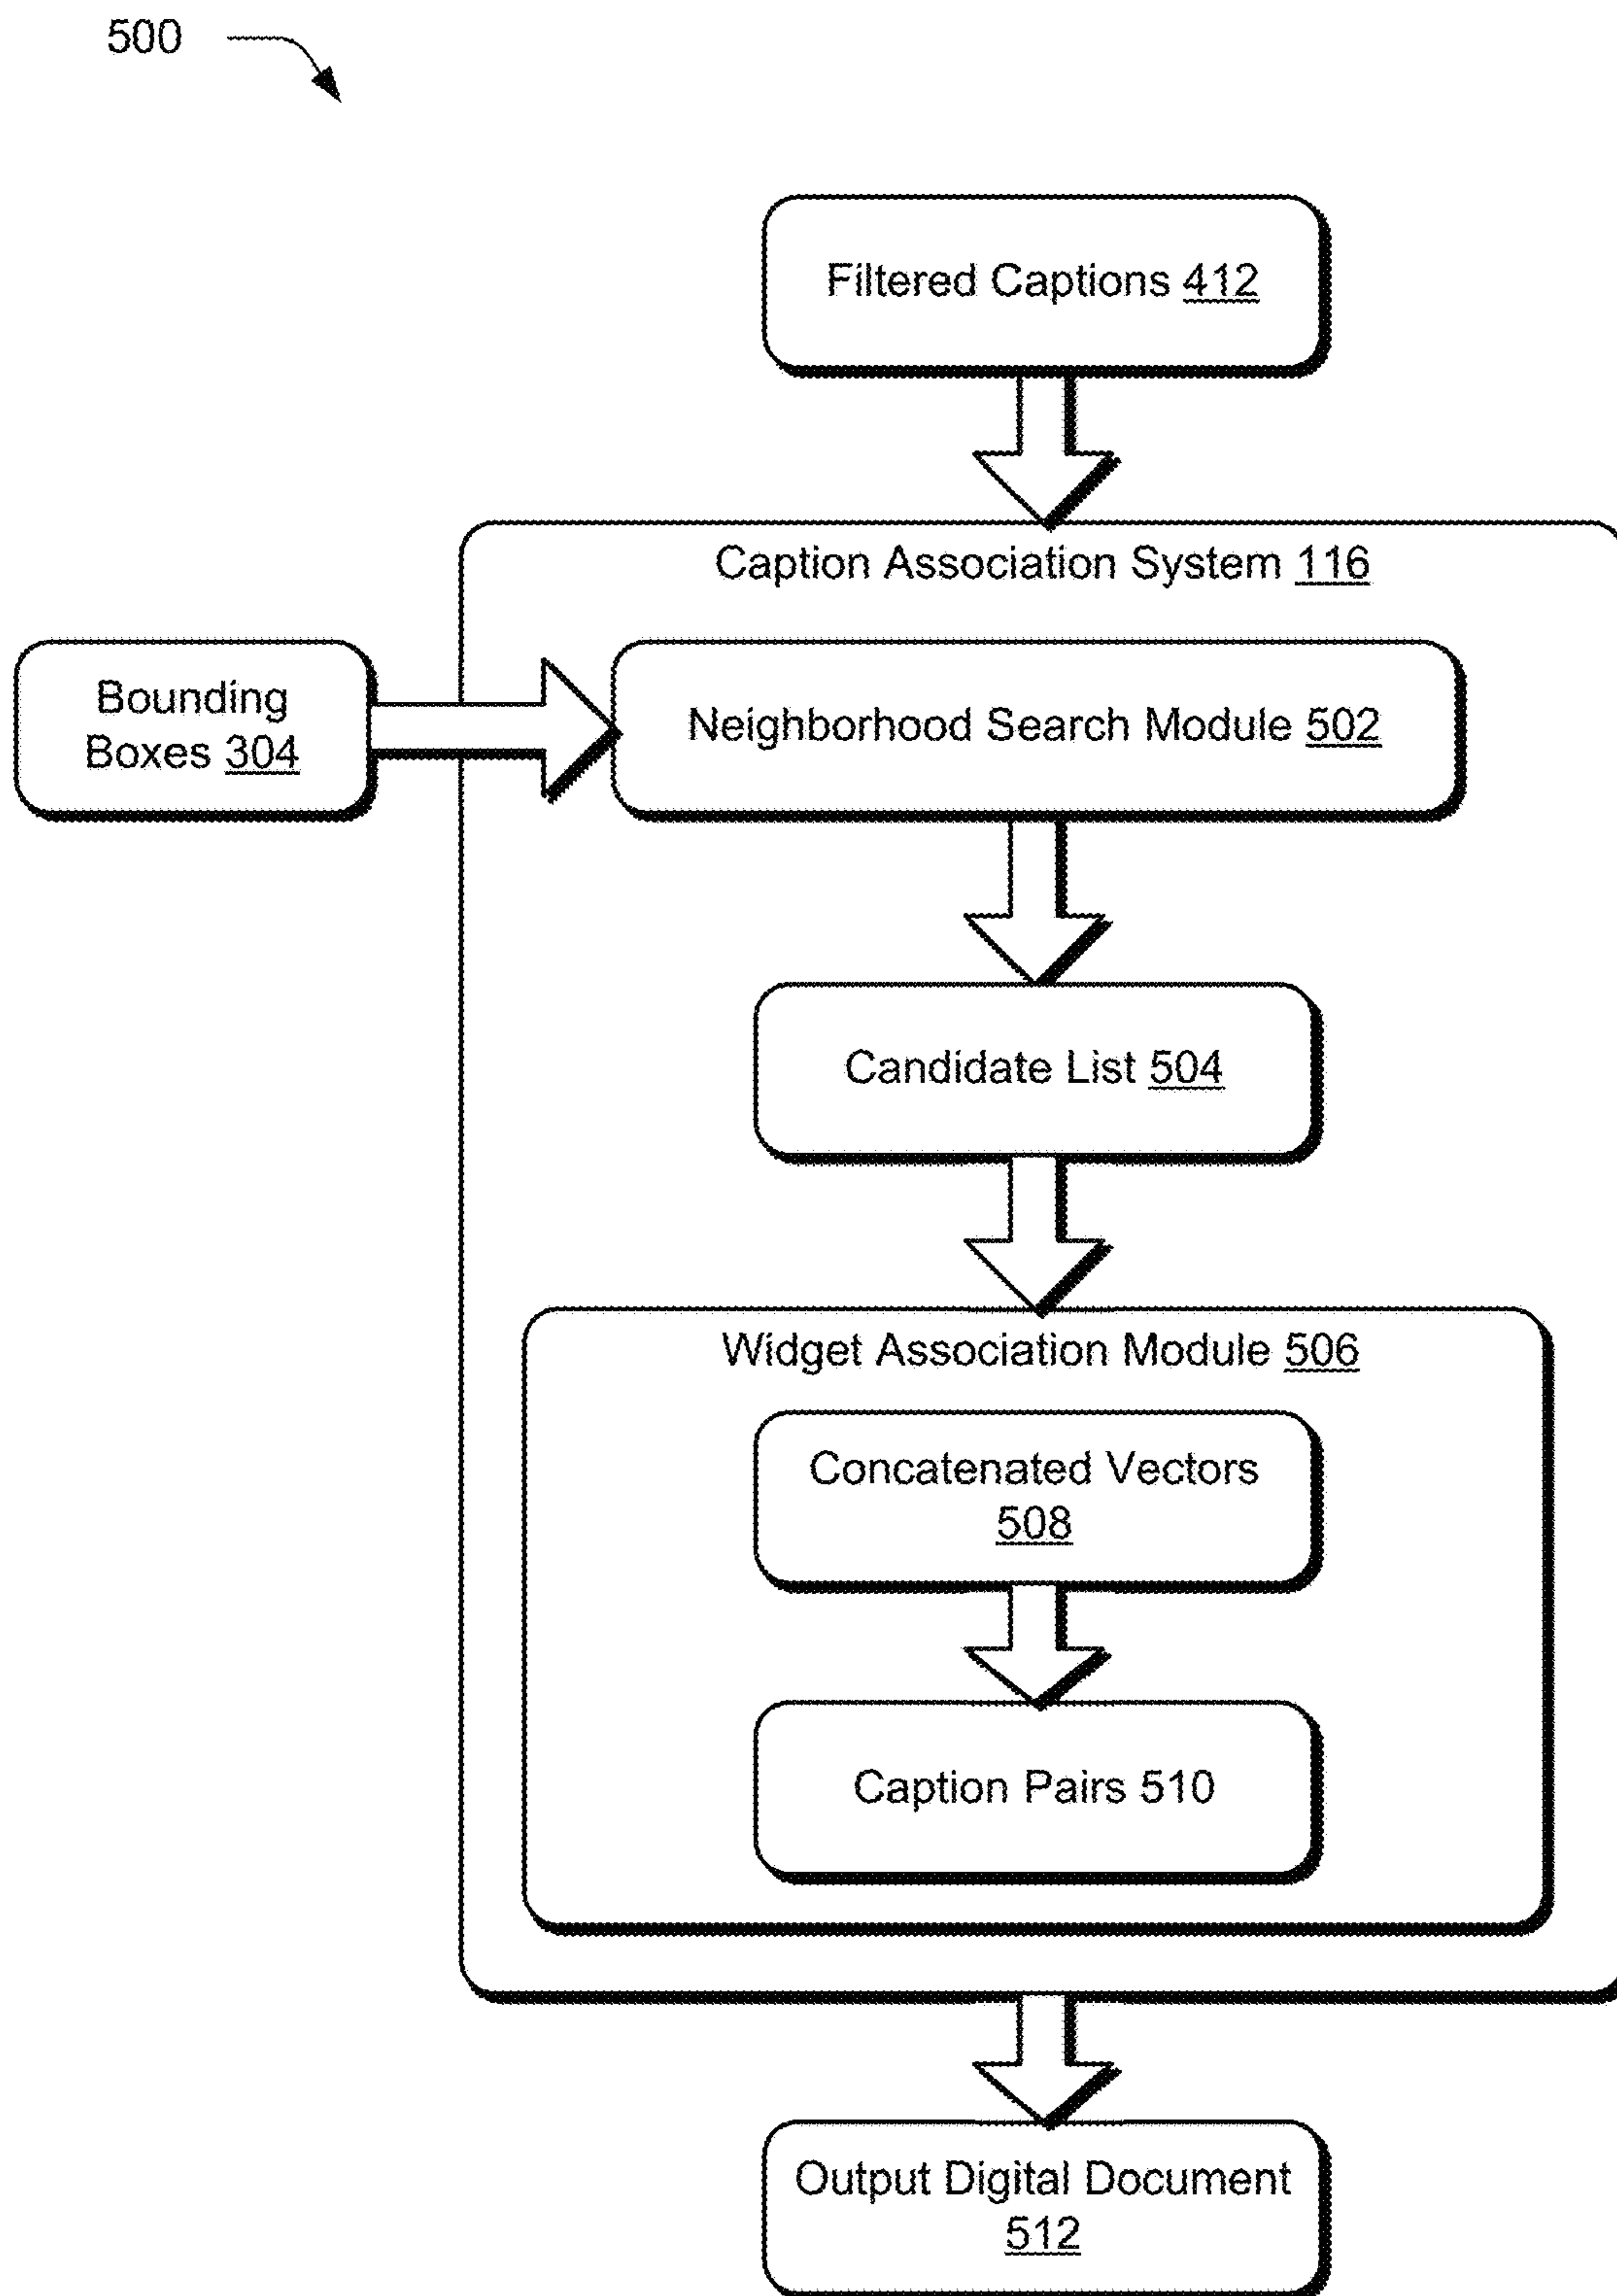 500
Filtered Captions 412
Caption Association System 116
Bounding
Boxes 304
Neighborhood Search Module 502
Candidate List 504
Widget Association Module 506
Concatenated Vectors
508
Caption Pairs 510
Output Digital Document
512